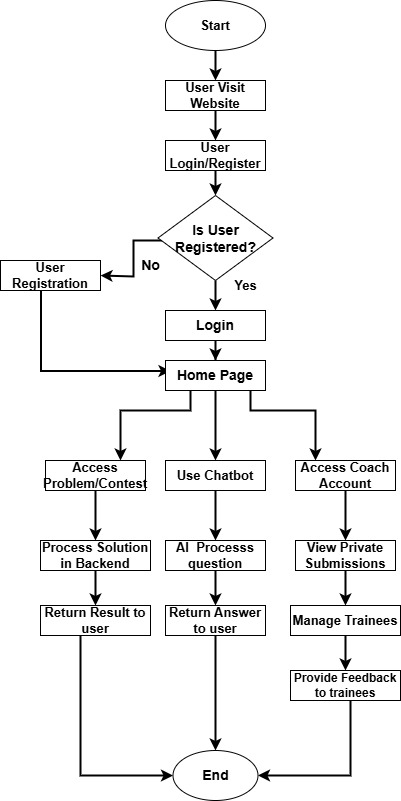 Start
User Visit
Website
User
Login/Register
Is User
Registered?
No
Yes
User
Registration
Login
Home Page
Access
Problem/Contest
Use Chatbot
Access Coach
Account
Process Solution
in Backend
AI Processs
question
View Private
Submissions
Return Result to
user
Return Answer
to user
Manage Trainees
Provide Feedback
to trainees
End